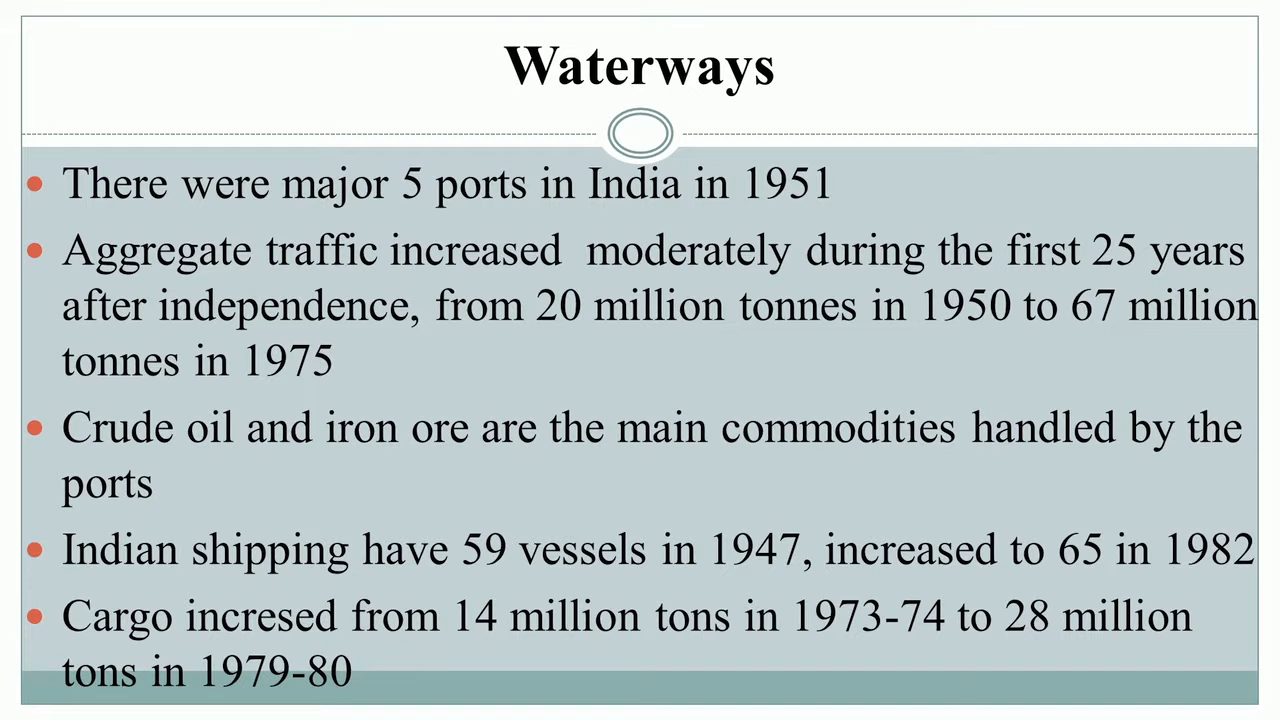 Waterways
• There were major 5 ports in India in 1951
• Aggregate traffic increased  moderately during the first 25 years
after independence, from 20 million tonnes in 1950 to 67 million
tonnes in 1975
• Crude oil and iron ore are the main commodities handled by the
ports
• Indian shipping have 59 vessels in 1947, increased to 65 in 1982
• Cargo incresed from 14 million tons in 1973-74 to 28 million
tons in 1979-80